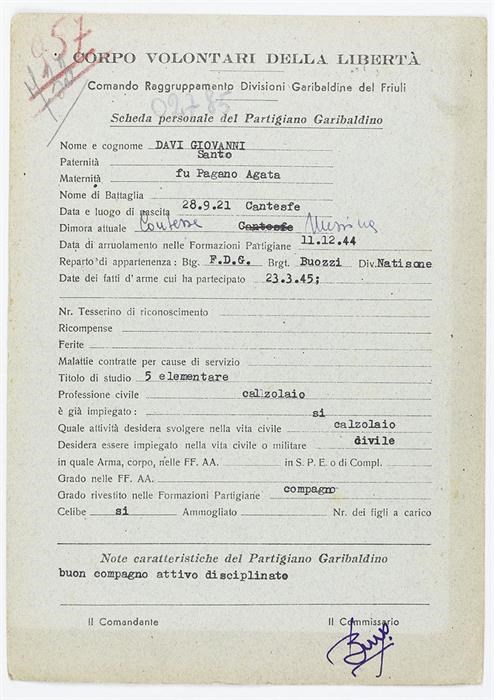 957
CORPO VOLONTARI DELLA LIBERTÀ
Comando Raggruppamento Divisioni Garibaldine del Friuli
02785
Scheda personale del Partigiano Garibaldino
Nome e cognome DAVI GIOVANNI
Paternità Santo
Maternità fu Pagano Agata
Nome di Battaglia
Data e luogo di nascita 28.9.21 Cantesfe
Dimora attuale Contesse Cantesfe Messina
Data di arruolamento nelle Formazioni Partigiane 11.12.44
Reparto di appartenenza: Btg. F.D.G. Brgt. Buozzi Div. Natisone
Date dei fatti d'arme cui ha partecipato 23.3.45;
Nr. Tesserino di riconoscimento
Ricompense
Ferite
Malattie contratte per cause di servizio
Titolo di studio 5 elementare
Professione civile calzolaio
è già impiegato: si
Quale attività desidera svolgere nella vita civile calzolaio
Desidera essere impiegato nella vita civile o militare divile
in quale Arma, corpo, nelle FF. AA. in S. P. E. o di Compl.
Grado nelle FF. AA.
Grado rivestito nelle Formazioni Partigiane compagno
Celibe si Ammogliato Nr. dei figli a carico
Note caratteristiche del Partigiano Garibaldino
buon compagno attivo disciplinato
Il Comandante Il Commissario